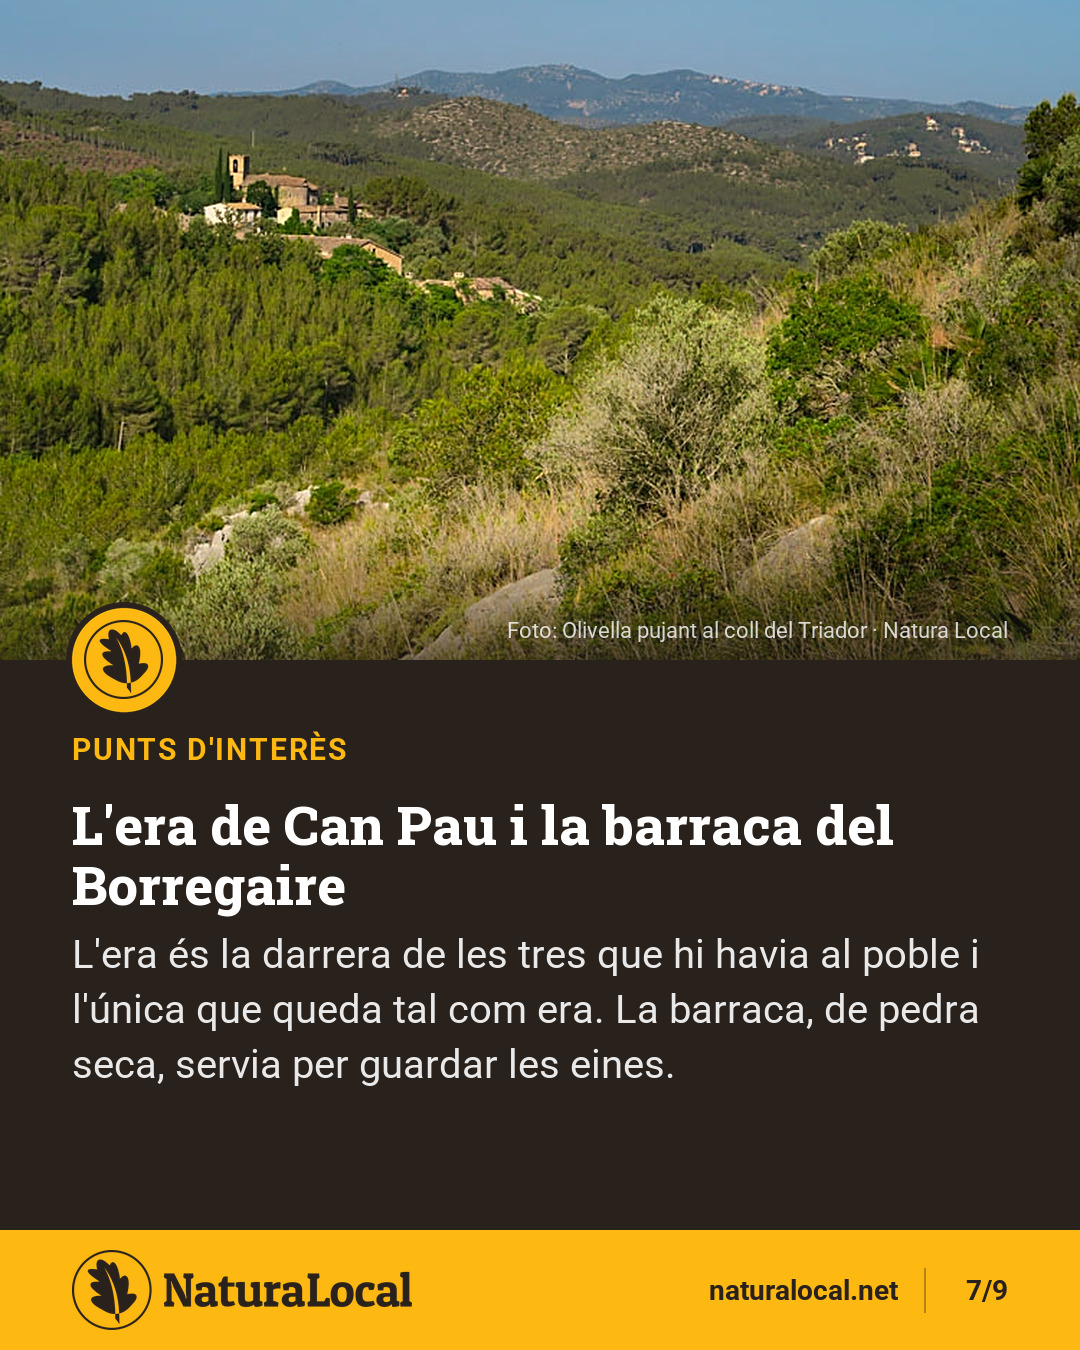 Foto: Olivella pujant al coll del Triador · Natura Local
PUNTS D'INTERÈS
L'era de Can Pau i la barraca del
Borregaire
L'era és la darrera de les tres que hi havia al poble i
l'única que queda tal com era. La barraca, de pedra
seca, servia per guardar les eines.
NaturaLocal
naturalocal.net
7/9